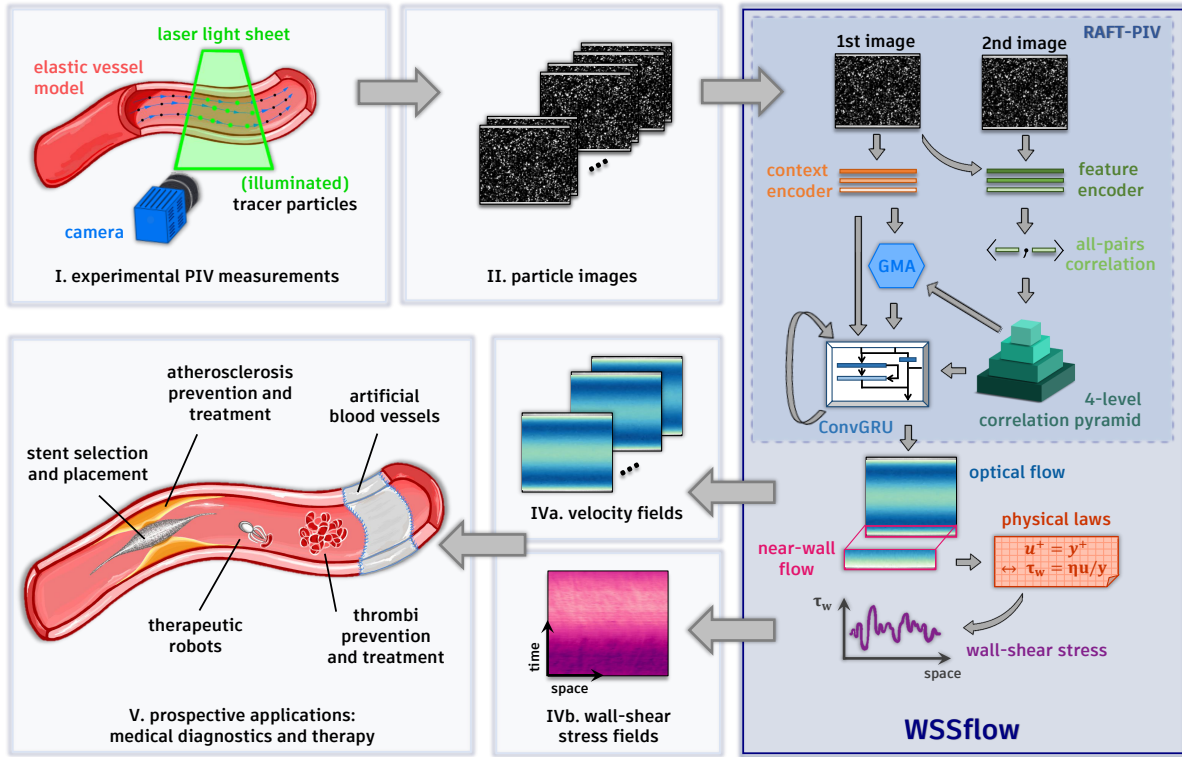 laser light sheet
elastic vessel
model
(illuminated)
tracer particles
camera
I. experimental PIV measurements
II. particle images
RAFT-PIV
1st image
2nd image
context
encoder
feature
encoder
GMA
⟨ , ⟩
all-pairs
correlation
ConvGRU
4-level
correlation pyramid
optical flow
near-wall
flow
physical laws
u⁺ = y⁺
↔ τw = ηu/y
τw
space
wall-shear stress
WSSflow
IVa. velocity fields
time
space
IVb. wall-shear
stress fields
atherosclerosis
prevention and
treatment
artificial
blood vessels
stent selection
and placement
therapeutic
robots
thrombi
prevention
and treatment
V. prospective applications:
medical diagnostics and therapy